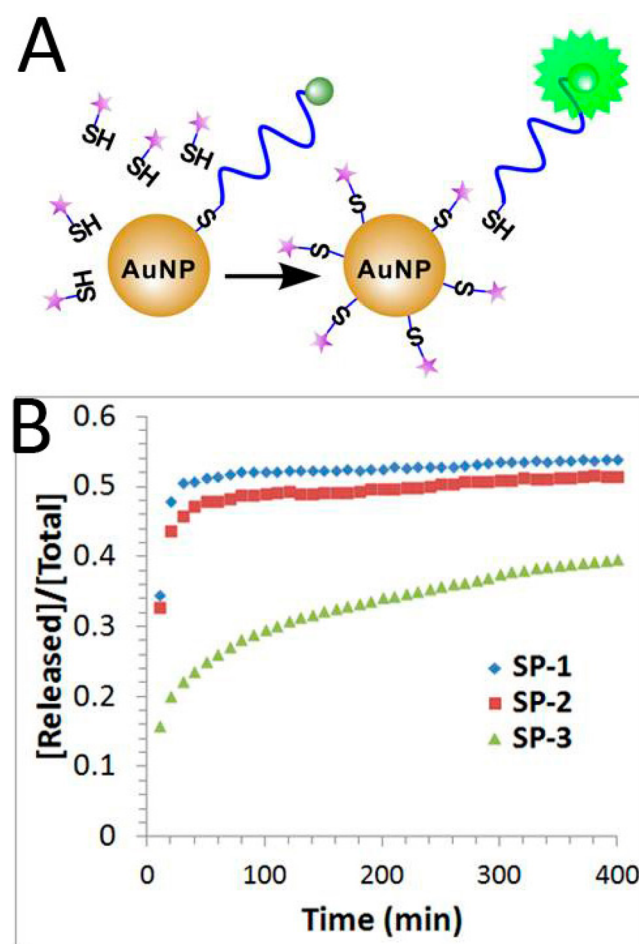 A
SH
SH
SH
SH
SH
S
AuNP
AuNP
S
S
S
S
S
S
SH
B
[Released]/[Total]
0.6
0.5
0.4
0.3
0.2
0.1
0
SP-1
SP-2
SP-3
0 100 200 300 400
Time (min)